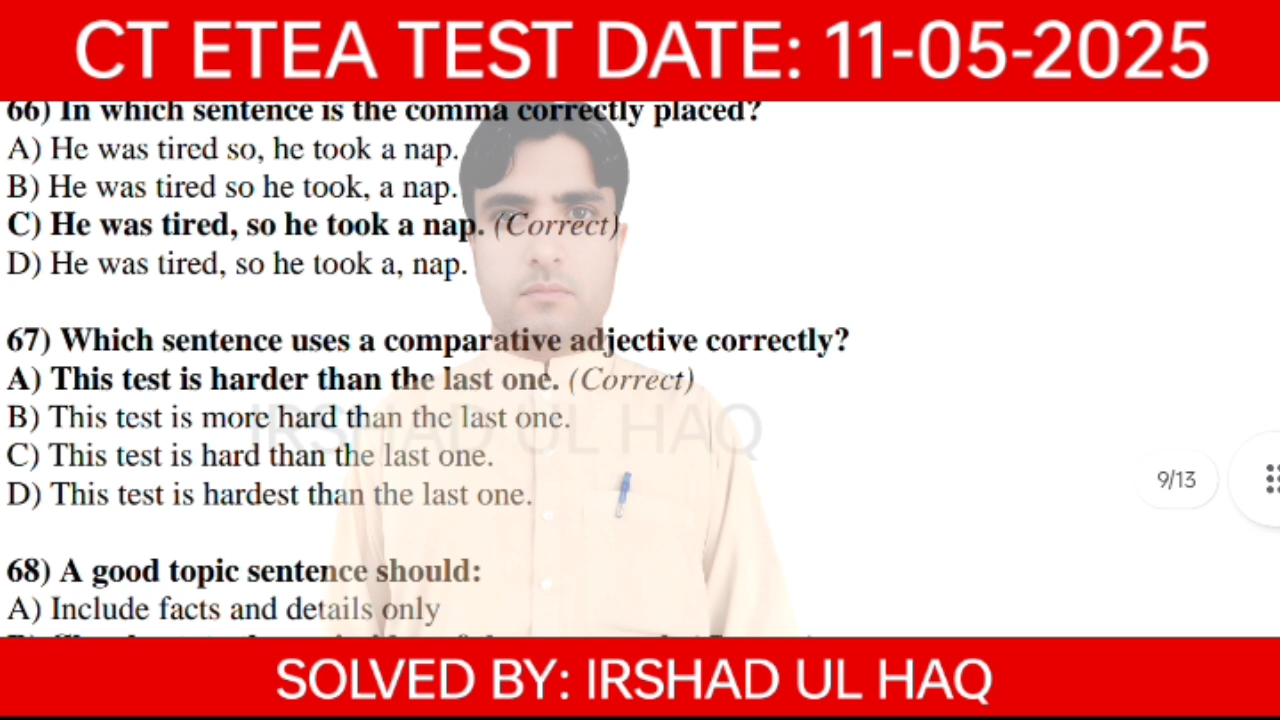 CT ETEA TEST DATE: 11-05-2025
66) In which sentence is the comma correctly placed?
A) He was tired so, he took a nap.
B) He was tired so he took, a nap.
C) He was tired, so he took a nap. (Correct)
D) He was tired, so he took a, nap.
67) Which sentence uses a comparative adjective correctly?
A) This test is harder than the last one. (Correct)
IRSHAD UL HAQ
B) This test is more hard than the last one.
C) This test is hard than the last one.
9/13
D) This test is hardest than the last one.
68) A good topic sentence should:
A) Include facts and details only
SOLVED BY: IRSHAD UL HAQ